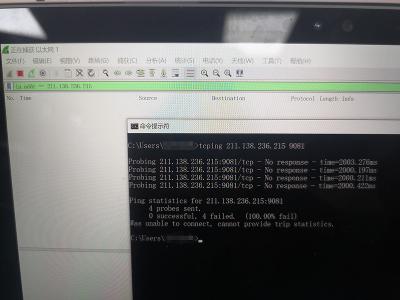 正在捕获 以太网 1
文件(F) 编辑(E) 视图(V) 跳转(G) 捕获(C) 分析(A) 统计(S) 电话(Y) 无线(W) 工具(T) 帮助(H)
ip.addr == 211.138.236.215
No. Time Source Destination Protocol Length Info
命令提示符
C:\Users\ >tcping 211.138.236.215 9081
Probing 211.138.236.215:9081/tcp - No response - time=2003.276ms
Probing 211.138.236.215:9081/tcp - No response - time=2000.197ms
Probing 211.138.236.215:9081/tcp - No response - time=2000.211ms
Probing 211.138.236.215:9081/tcp - No response - time=2000.422ms
Ping statistics for 211.138.236.215:9081
4 probes sent.
0 successful, 4 failed. (100.00% fail)
Was unable to connect, cannot provide trip statistics.
C:\Users\ >